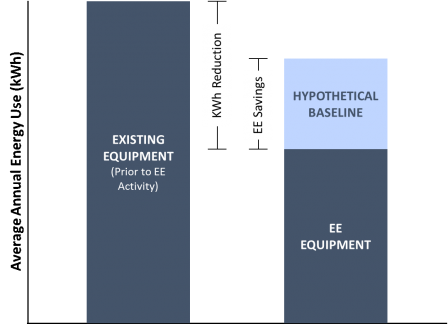 Average Annual Energy Use (kWh)
EXISTING
EQUIPMENT
(Prior to EE
Activity)
KWh Reduction
EE Savings
HYPOTHETICAL
BASELINE
EE
EQUIPMENT